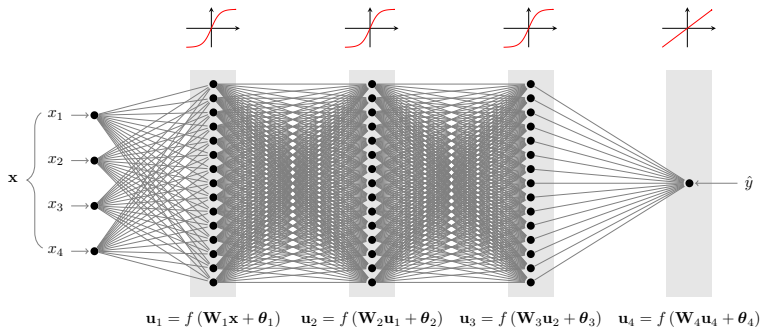 x₁
x₂
x
x₃
x₄
ŷ
u₁ = f (W₁x + θ₁)
u₂ = f (W₂u₁ + θ₂)
u₃ = f (W₃u₂ + θ₃)
u₄ = f (W₄u₄ + θ₄)